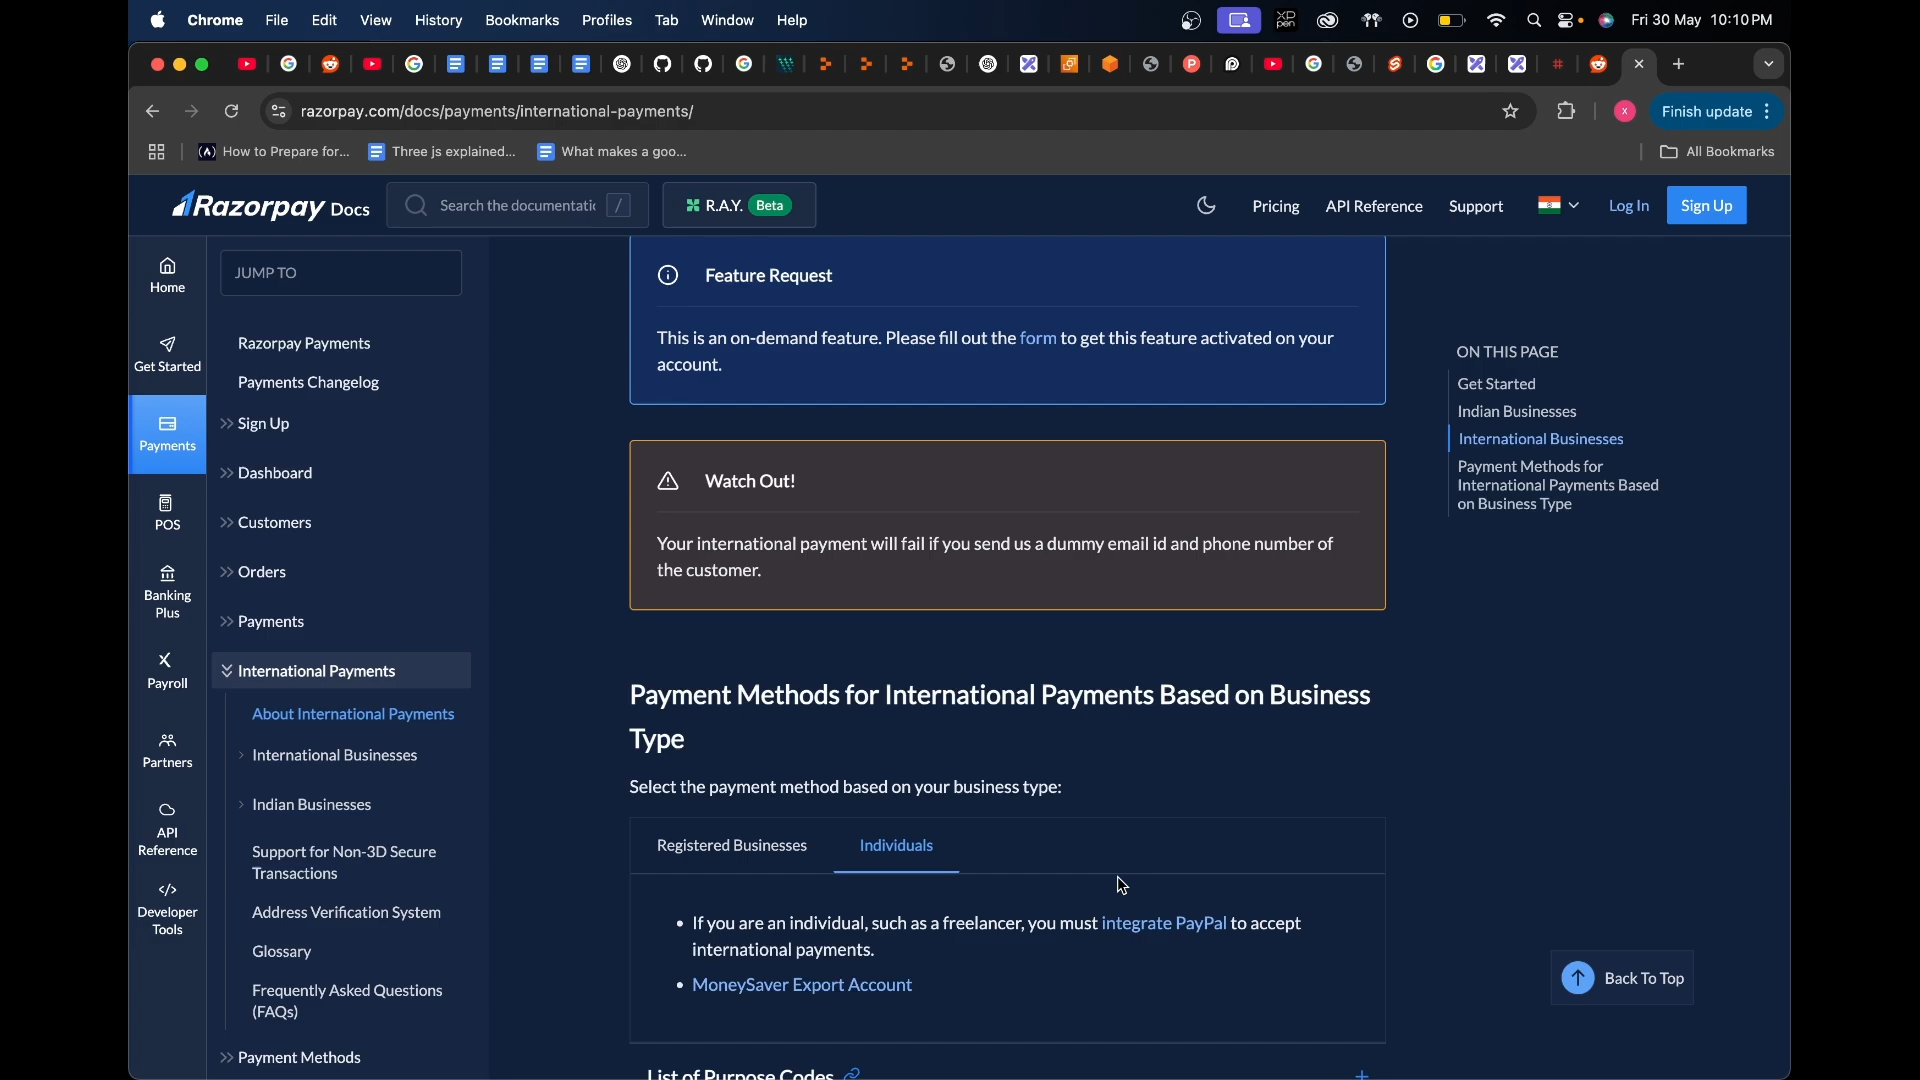 Chrome File Edit View History Bookmarks Profiles Tab Window Help
XP PEN
Fri 30 May 10:10 PM
razorpay.com/docs/payments/international-payments/
x
Finish update
How to Prepare for...
Three js explained...
What makes a goo...
All Bookmarks
Razorpay Docs
Search the documentatic /
R.A.Y. Beta
Pricing
API Reference
Support
Log In
Sign Up
Home
Get Started
Payments
POS
Banking
Plus
Payroll
Partners
API
Reference
Developer
Tools
JUMP TO
Razorpay Payments
Payments Changelog
Sign Up
Dashboard
Customers
Orders
Payments
International Payments
About International Payments
International Businesses
Indian Businesses
Support for Non-3D Secure
Transactions
Address Verification System
Glossary
Frequently Asked Questions
(FAQs)
Payment Methods
Feature Request
This is an on-demand feature. Please fill out the form to get this feature activated on your
account.
Watch Out!
Your international payment will fail if you send us a dummy email id and phone number of
the customer.
Payment Methods for International Payments Based on Business
Type
Select the payment method based on your business type:
Registered Businesses
Individuals
• If you are an individual, such as a freelancer, you must integrate PayPal to accept
international payments.
• MoneySaver Export Account
List of Purpose Codes
ON THIS PAGE
Get Started
Indian Businesses
International Businesses
Payment Methods for
International Payments Based
on Business Type
Back To Top